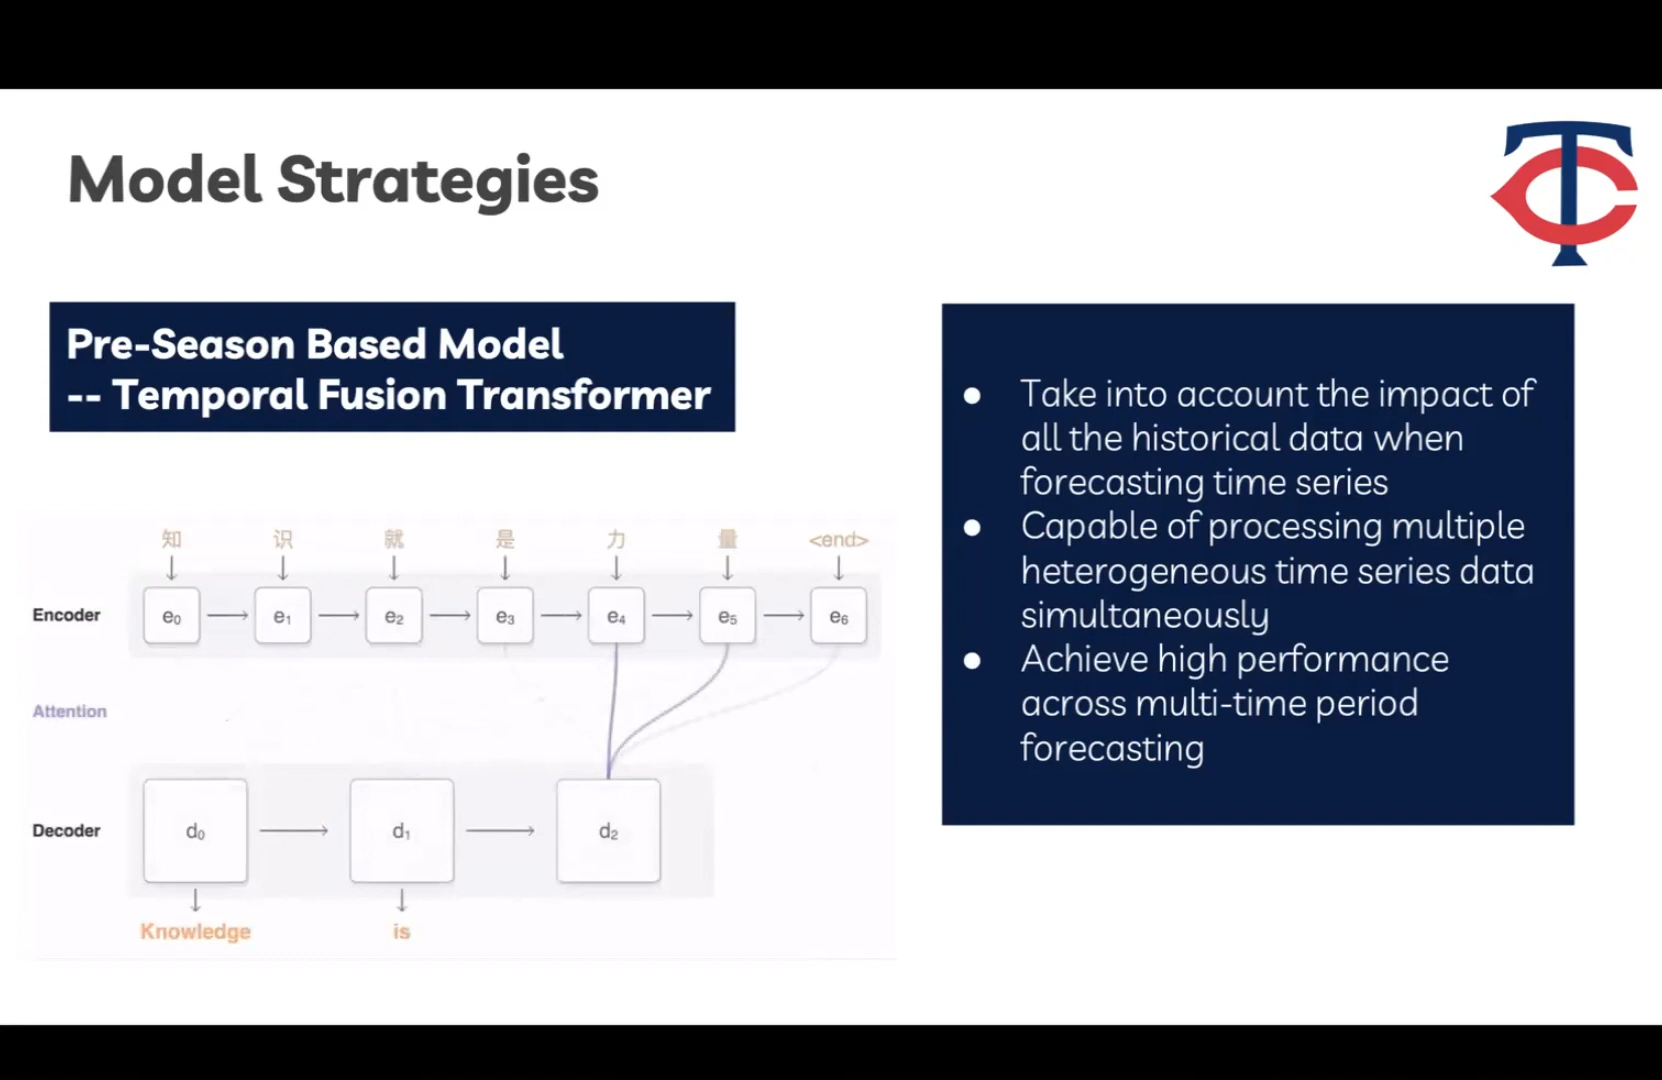 Model Strategies
Pre-Season Based Model
-- Temporal Fusion Transformer
● Take into account the impact of
all the historical data when
forecasting time series
● Capable of processing multiple
heterogeneous time series data
simultaneously
● Achieve high performance
across multi-time period
forecasting
知 识 就 是 力 量 <end>
Encoder e₀ e₁ e₂ e₃ e₄ e₅ e₆
Attention
Decoder d₀ d₁ d₂
Knowledge is
TC